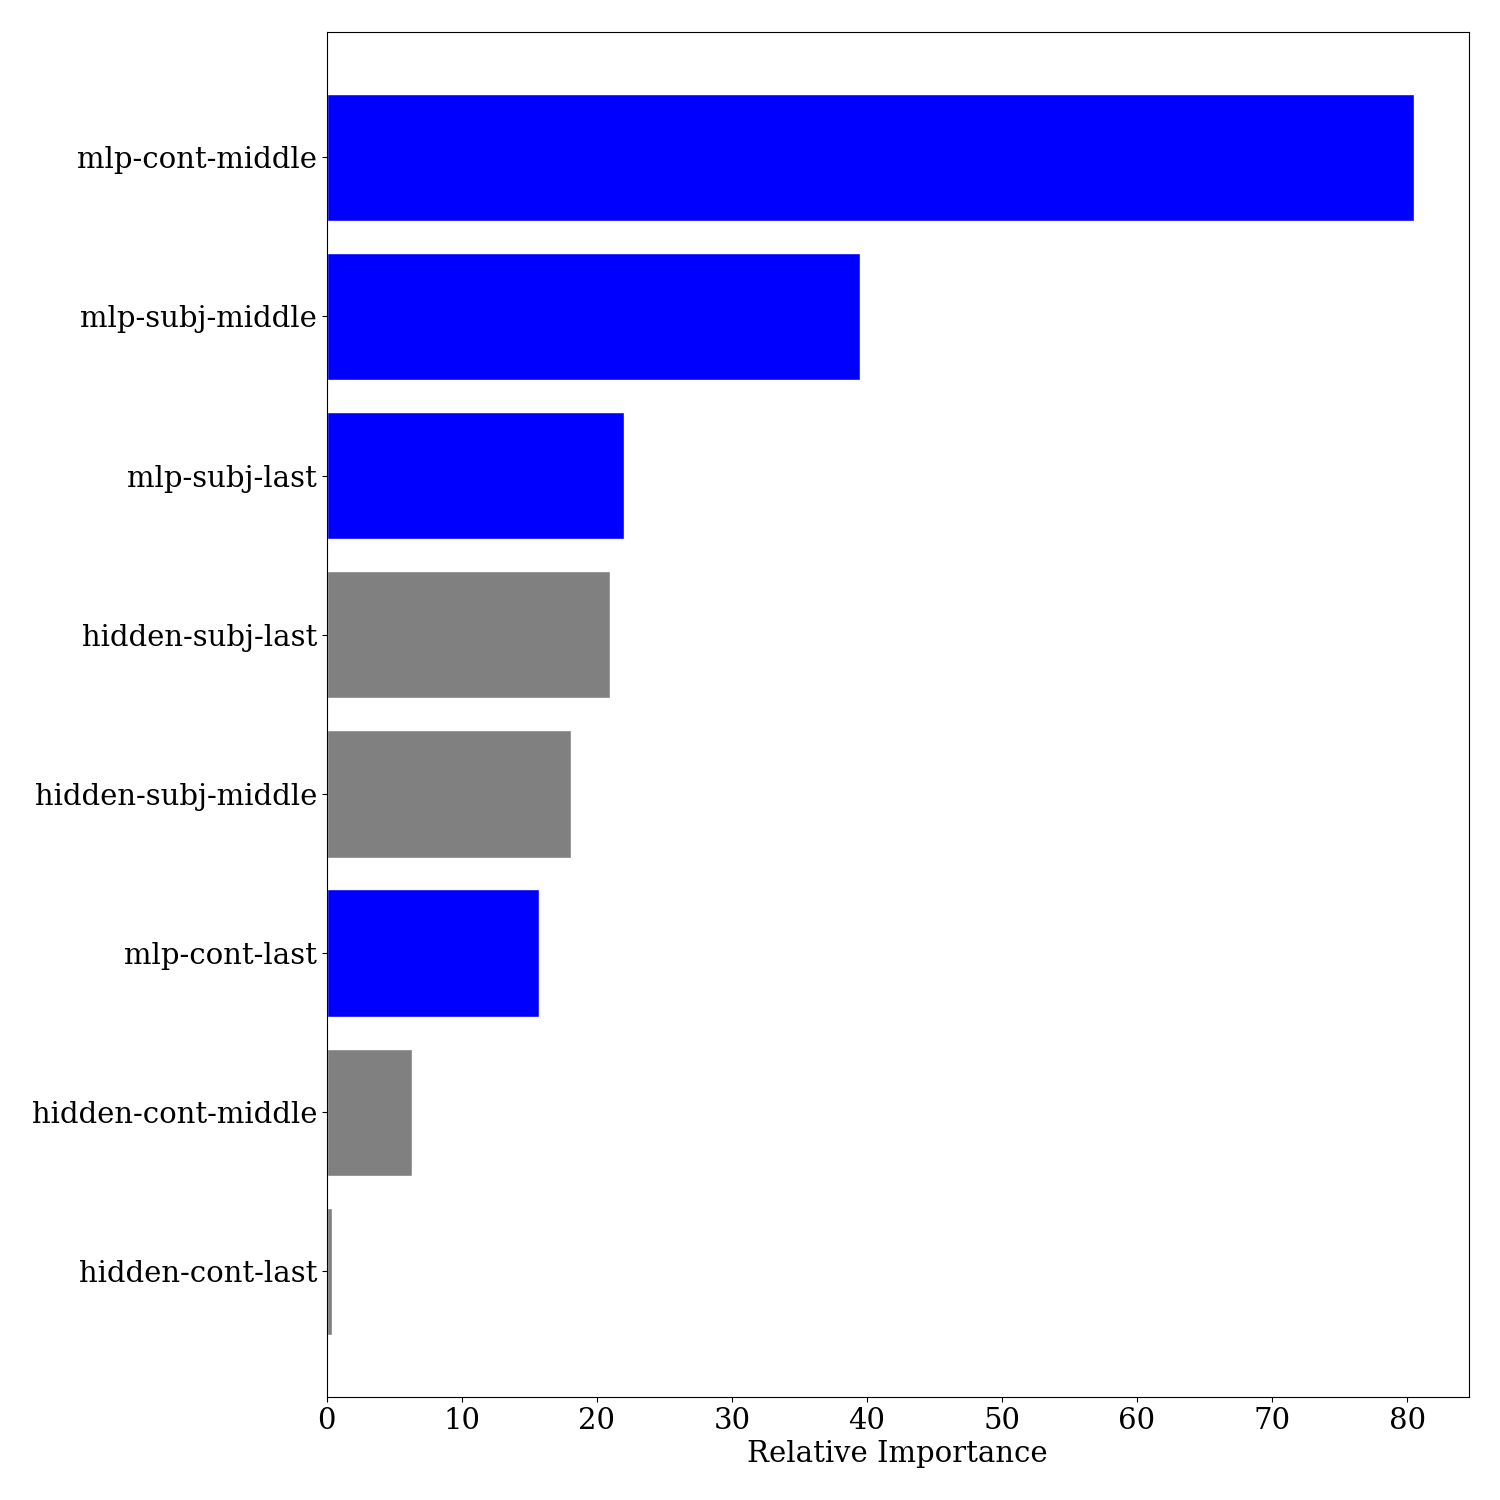 mlp-cont-middle
mlp-subj-middle
mlp-subj-last
hidden-subj-last
hidden-subj-middle
mlp-cont-last
hidden-cont-middle
hidden-cont-last
0 10 20 30 40 50 60 70 80
Relative Importance